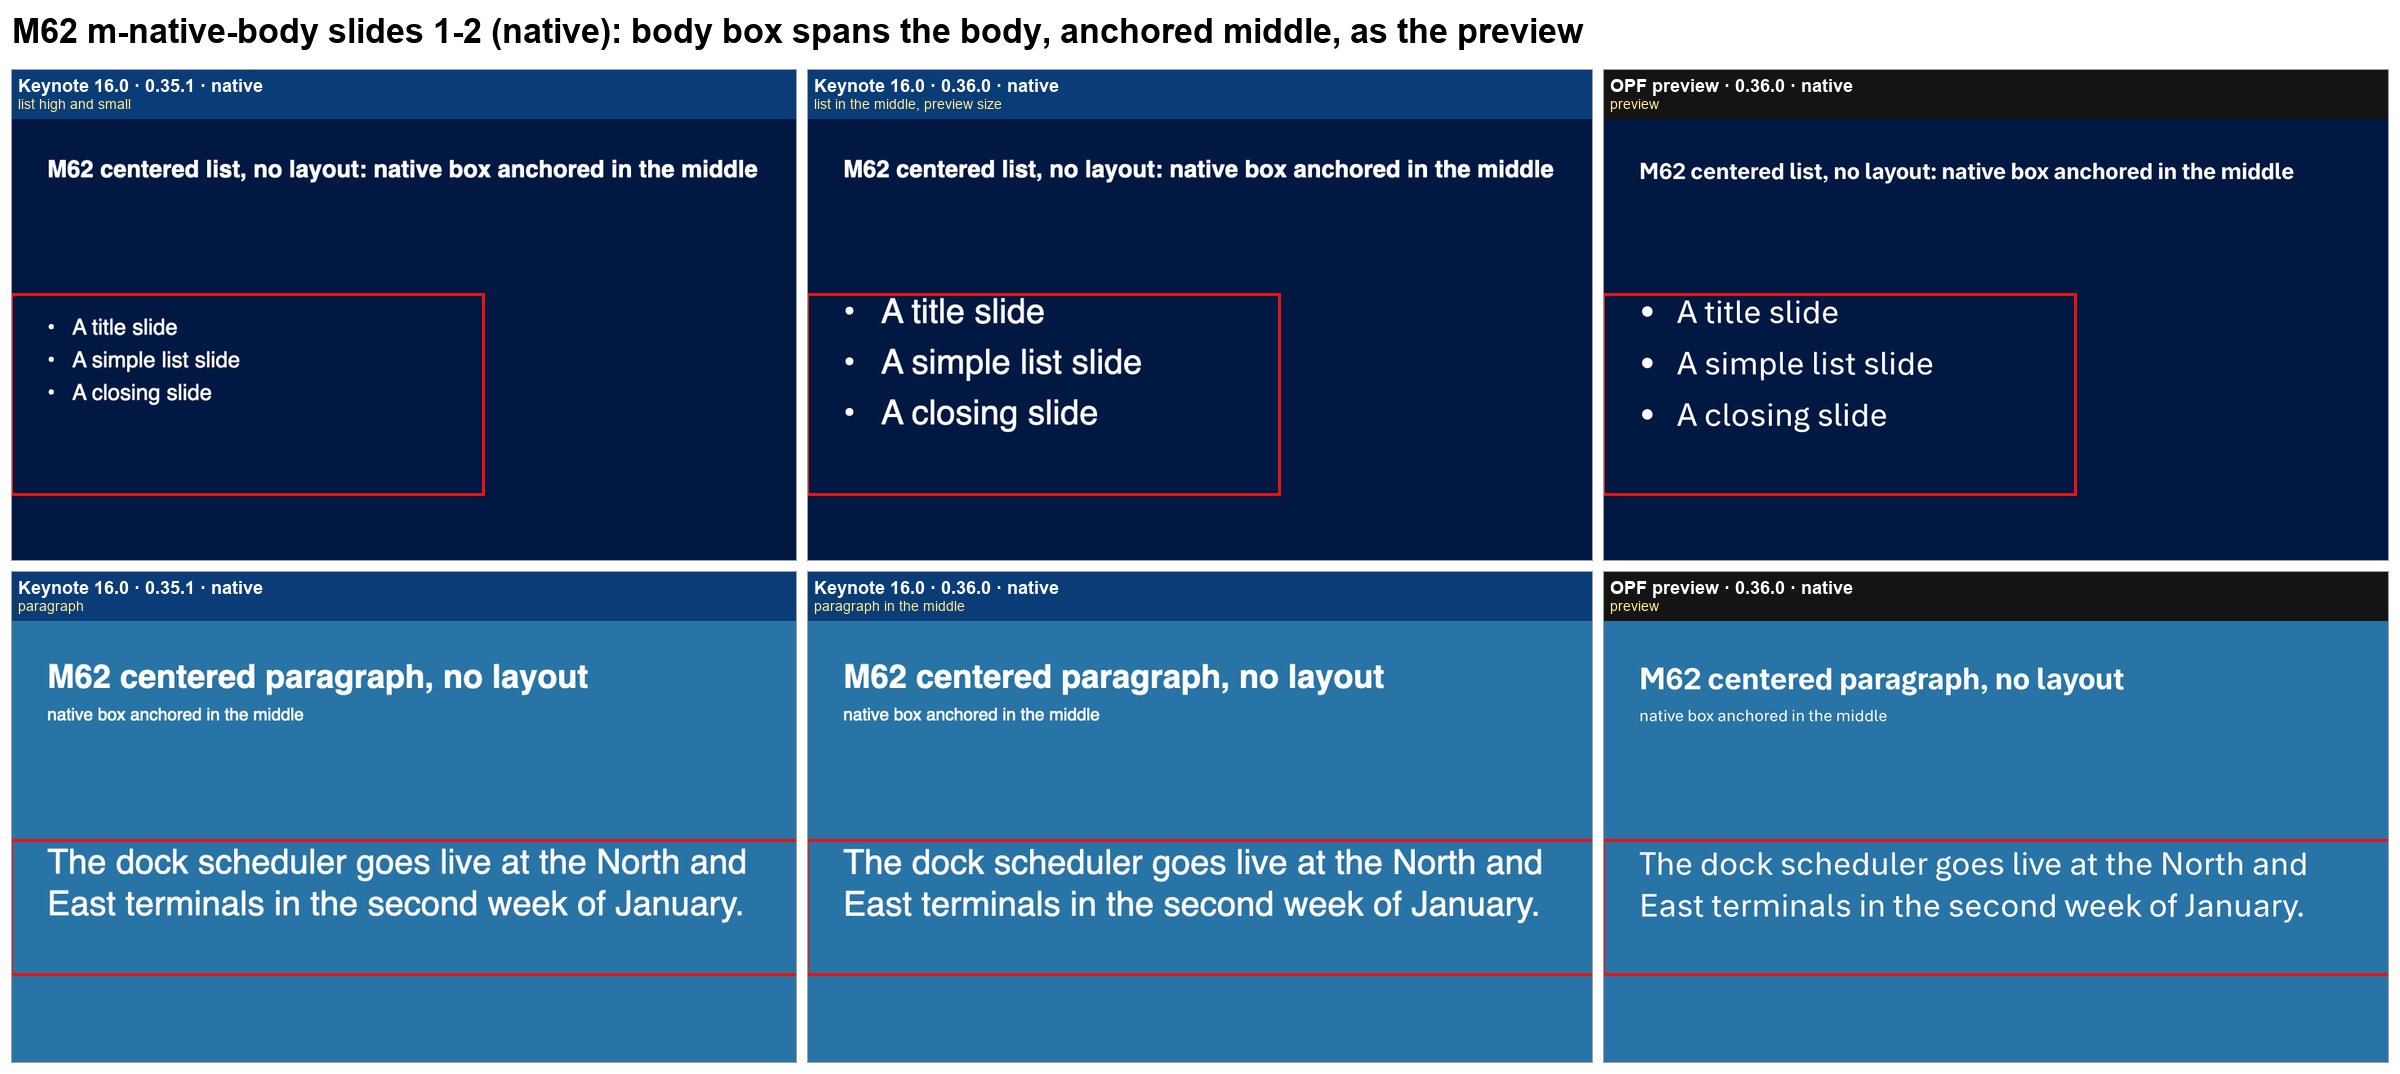 M62 m-native-body slides 1-2 (native): body box spans the body, anchored middle, as the preview
Keynote 16.0 · 0.35.1 · native
list high and small
M62 centered list, no layout: native box anchored in the middle
• A title slide
• A simple list slide
• A closing slide
Keynote 16.0 · 0.36.0 · native
list in the middle, preview size
M62 centered list, no layout: native box anchored in the middle
• A title slide
• A simple list slide
• A closing slide
OPF preview · 0.36.0 · native
preview
M62 centered list, no layout: native box anchored in the middle
• A title slide
• A simple list slide
• A closing slide
Keynote 16.0 · 0.35.1 · native
paragraph
M62 centered paragraph, no layout
native box anchored in the middle
The dock scheduler goes live at the North and
East terminals in the second week of January.
Keynote 16.0 · 0.36.0 · native
paragraph in the middle
M62 centered paragraph, no layout
native box anchored in the middle
The dock scheduler goes live at the North and
East terminals in the second week of January.
OPF preview · 0.36.0 · native
preview
M62 centered paragraph, no layout
native box anchored in the middle
The dock scheduler goes live at the North and
East terminals in the second week of January.